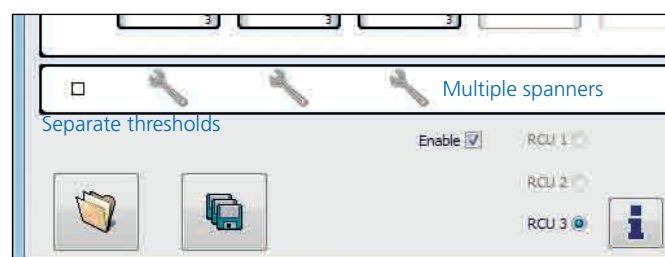 3 3 3
Multiple spanners
Separate thresholds
Enable RCU 1
RCU 2
RCU 3